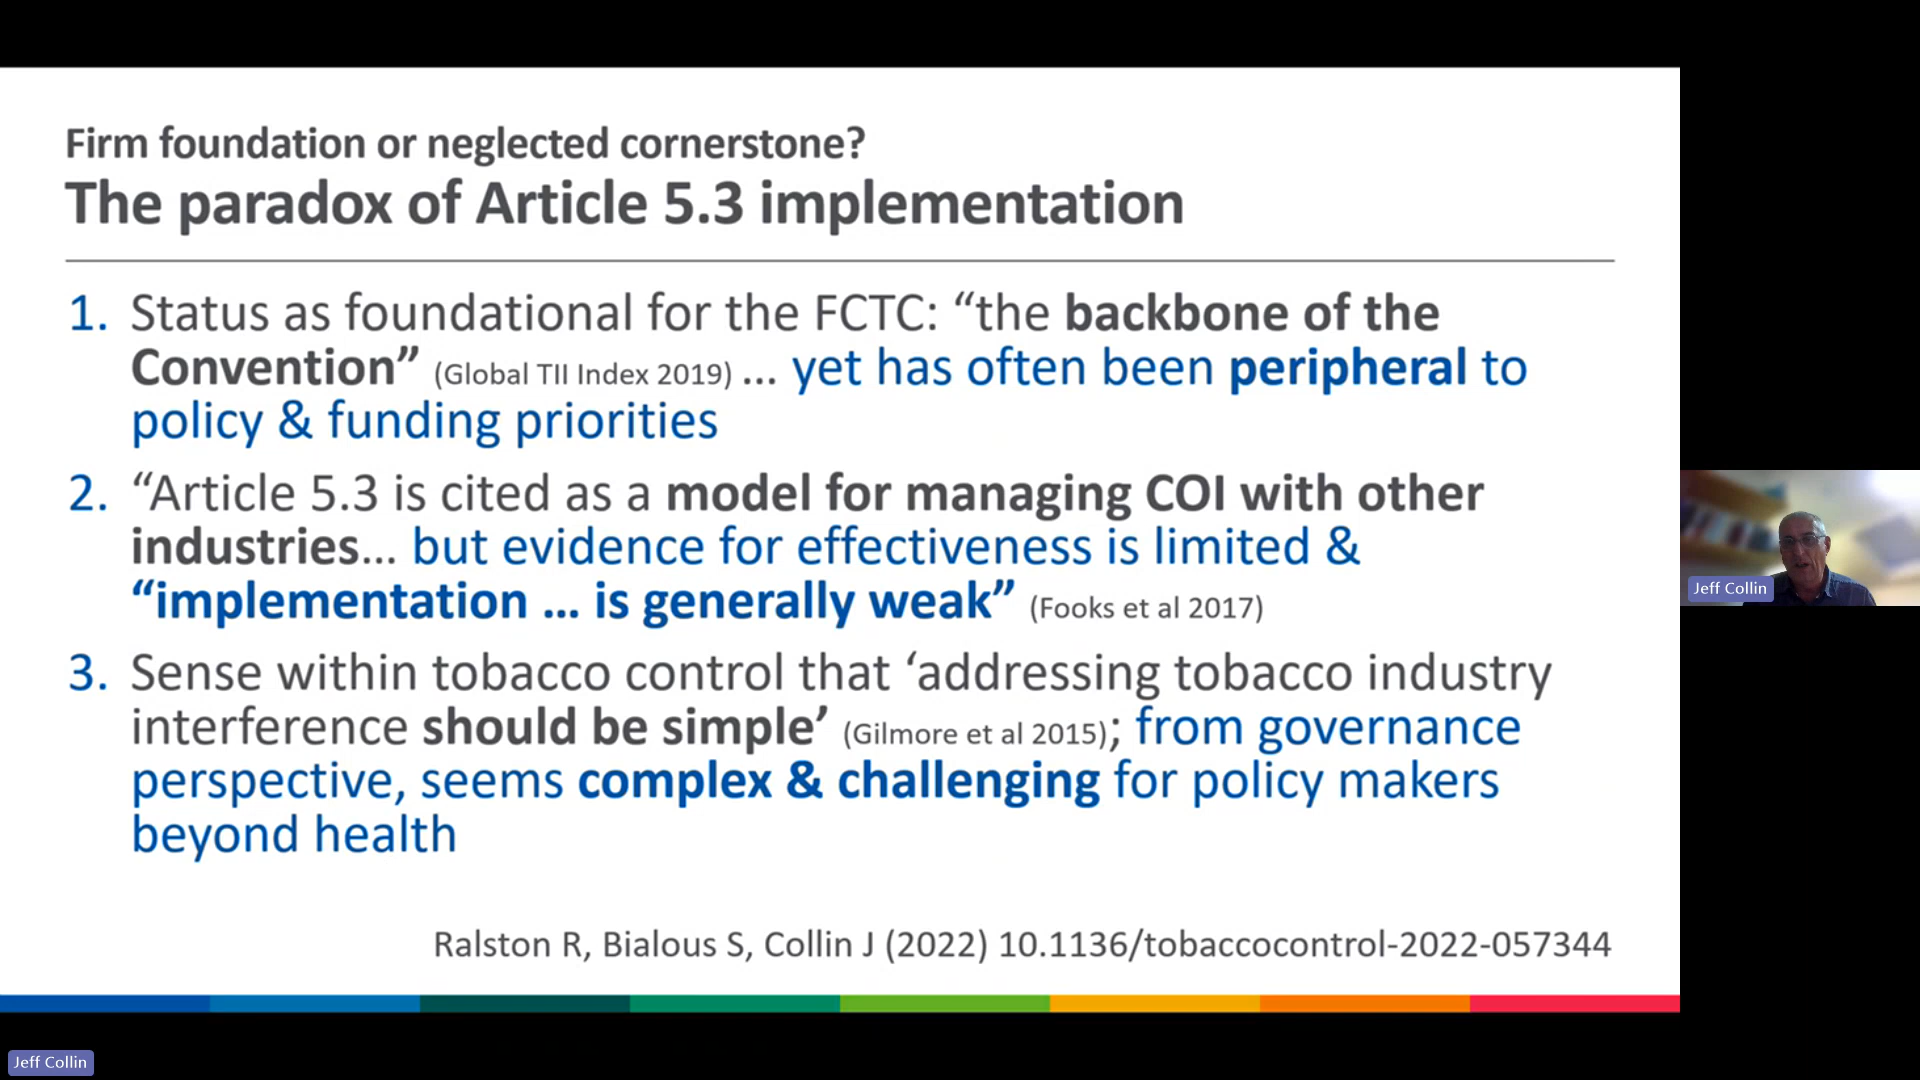 Firm foundation or neglected cornerstone?
The paradox of Article 5.3 implementation
1. Status as foundational for the FCTC: “the backbone of the
Convention” (Global TII Index 2019) ... yet has often been peripheral to
policy & funding priorities
2. “Article 5.3 is cited as a model for managing COI with other
industries... but evidence for effectiveness is limited &
“implementation ... is generally weak” (Fooks et al 2017)
3. Sense within tobacco control that ‘addressing tobacco industry
interference should be simple’ (Gilmore et al 2015); from governance
perspective, seems complex & challenging for policy makers
beyond health
Ralston R, Bialous S, Collin J (2022) 10.1136/tobaccocontrol-2022-057344
Jeff Collin
Jeff Collin